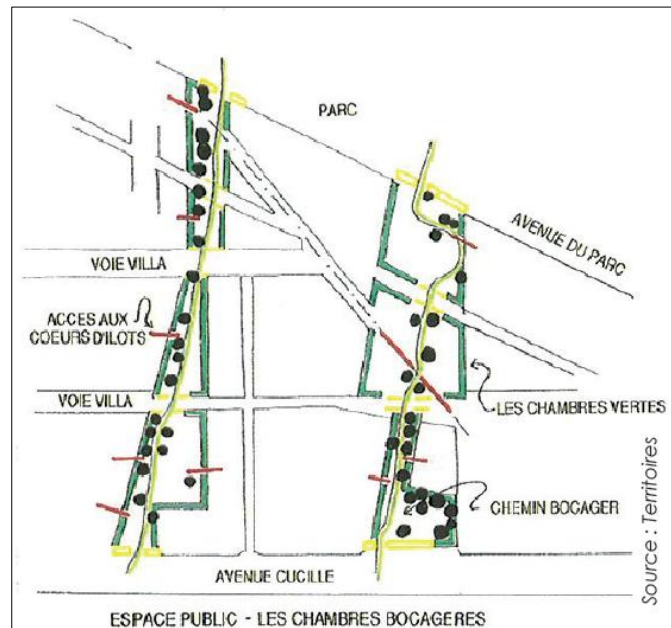 PARC
AVENUE DU PARC
VOIE VILLA
ACCES AUX
COEURS D'ILOTS
VOIE VILLA
LES CHAMBRES VERTES
CHEMIN BOCAGER
AVENUE CUCILLE
ESPACE PUBLIC - LES CHAMBRES BOCAGERES
Source : Territoires